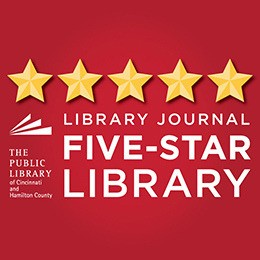 LIBRARY JOURNAL
FIVE-STAR
LIBRARY
THE
PUBLIC
LIBRARY
of Cincinnati
and
Hamilton County